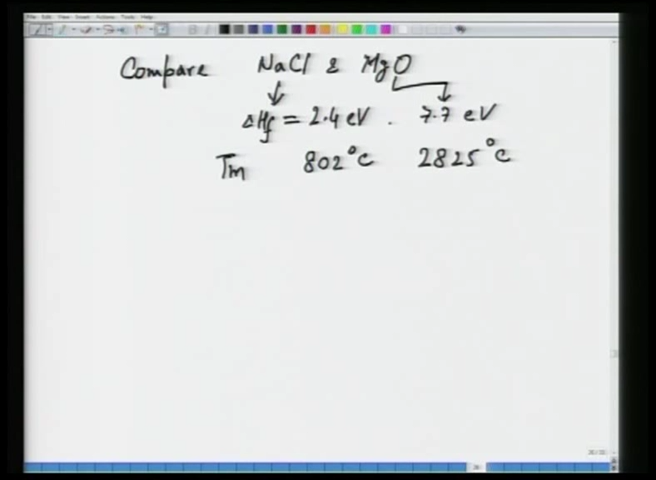 Compare NaCl & MgO
ΔHf = 2.4 eV . 7.7 eV
Tm 802°C 2825°C